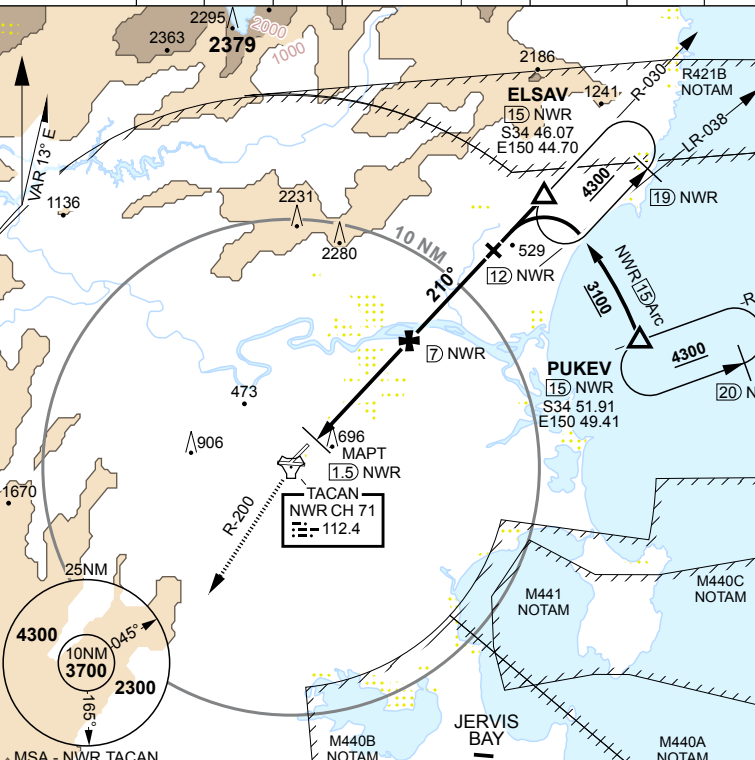 2295
2363
2379
2000
1000
2186
1241
R-030
R421B
NOTAM
LR-038
ELSAV
15 NWR
S34 46.07
E150 44.70
4300
19 NWR
VAR 13° E
1136
2231
2280
10 NM
210°
529
12 NWR
NWR 15 Arc
3100
7 NWR
PUKEV
15 NWR
S34 51.91
E150 49.41
4300
20 N
473
906
696
MAPT
1.5 NWR
1670
R-200
TACAN
NWR CH 71
112.4
25NM
4300
045°
10NM
3700
2300
165°
MSA - NWR TACAN
M441
NOTAM
M440C
NOTAM
JERVIS
BAY
M440B
NOTAM
M440A
NOTAM